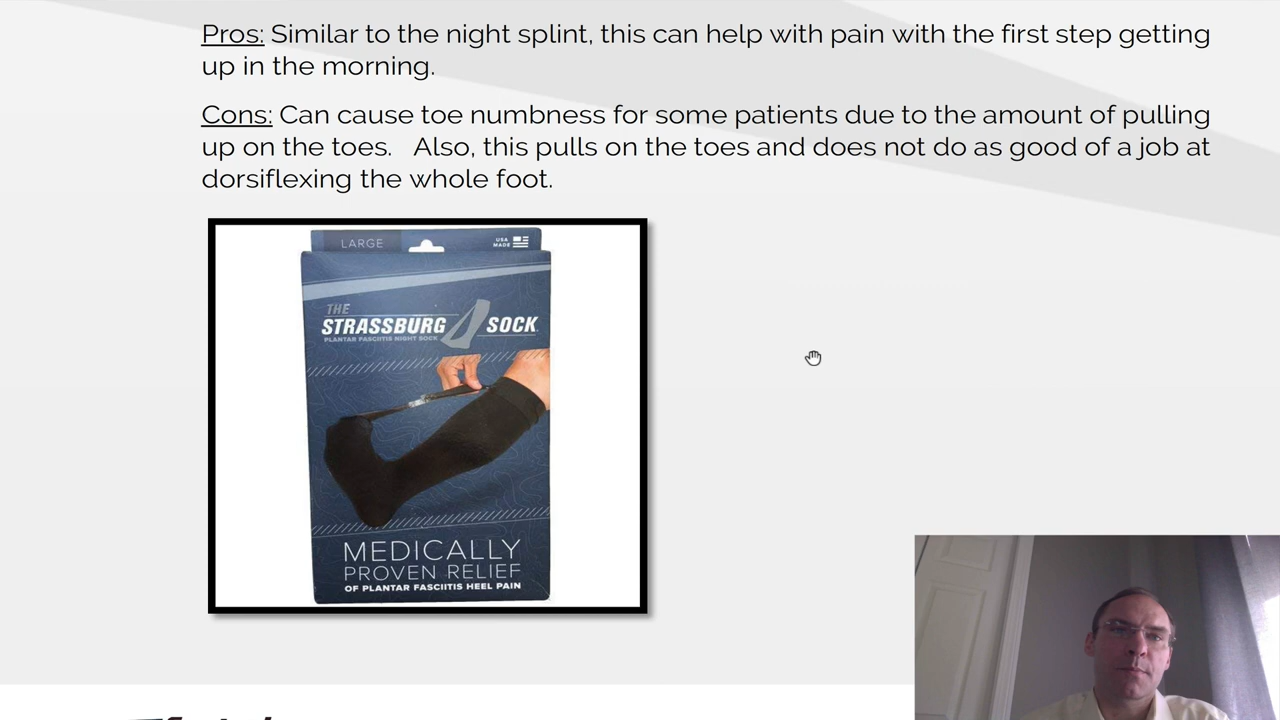 Pros: Similar to the night splint, this can help with pain with the first step getting
up in the morning.
Cons: Can cause toe numbness for some patients due to the amount of pulling
up on the toes. Also, this pulls on the toes and does not do as good of a job at
dorsiflexing the whole foot.
LARGE
USA
MADE
THE
STRASSBURG SOCK
PLANTAR FASCIITIS NIGHT SOCK
MEDICALLY
PROVEN RELIEF
OF PLANTAR FASCIITIS HEEL PAIN